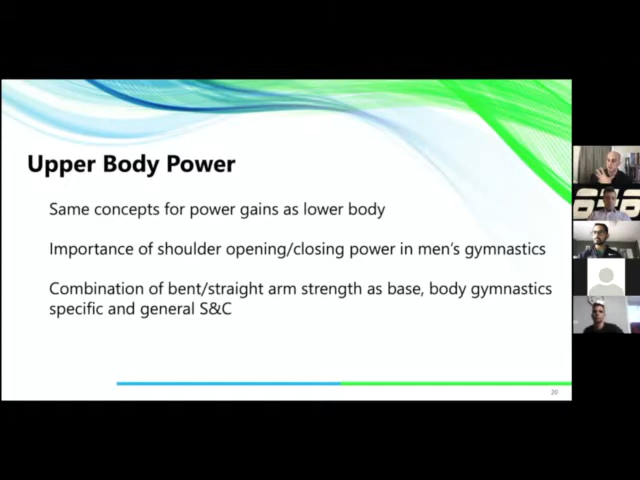 Upper Body Power
Same concepts for power gains as lower body
Importance of shoulder opening/closing power in men's gymnastics
Combination of bent/straight arm strength as base, body gymnastics
specific and general S&C
20